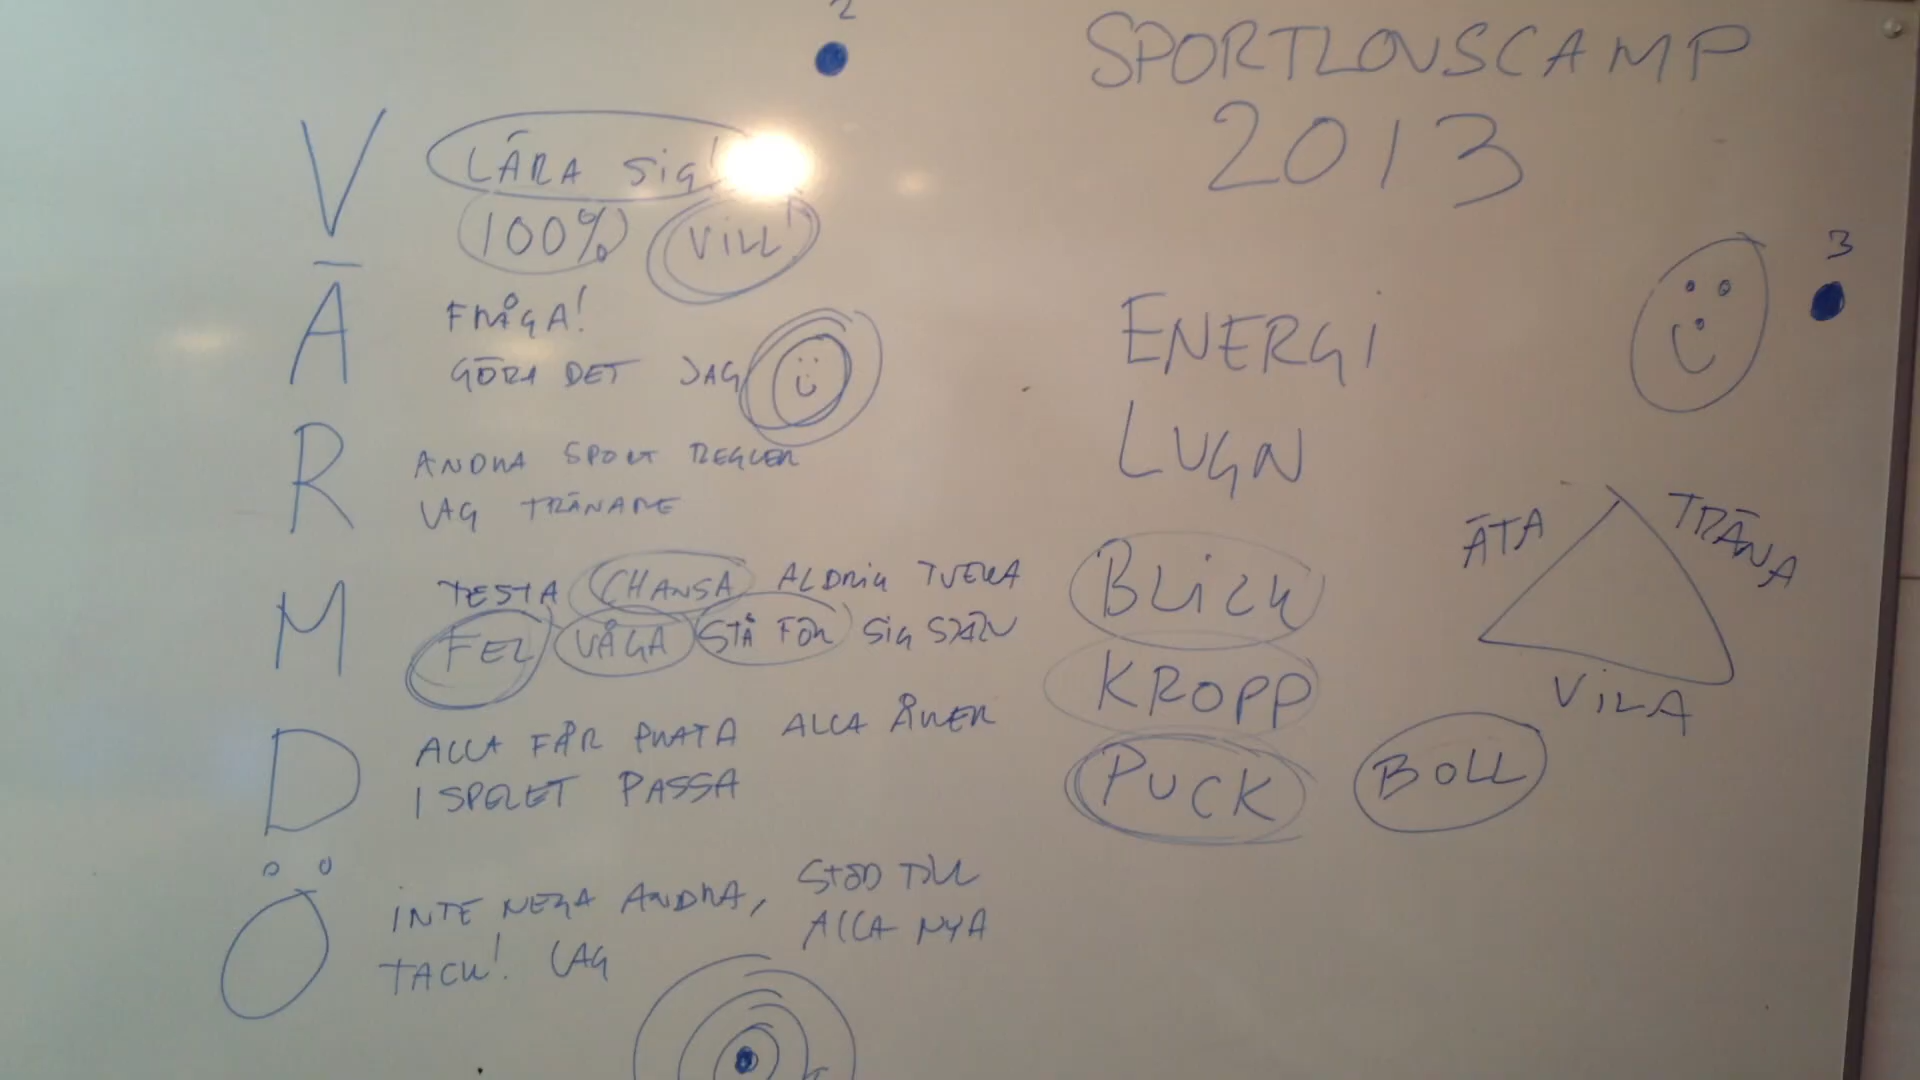 2
SPORTLOVSCAMP
2013
V
LÄRA SIG!
100% VILL!
Ä
FRÅGA!
GÖRA DET JAG
R
ANDRA SPORT REGLER
LAG TRÄNARE
M
TESTA CHANSA ALDRIG TVEKA
FEL VÅGA STÅ FÖR SIG SJÄLV
D
ALLA FÅR PRATA ALLA ÅKER
I SPELET PASSA
Ö
INTE NEKA ANDRA, STÖD TILL
ALLA NYA
TACK! LAG
3
ENERGI
LUGN
BLICK
KROPP
PUCK BOLL
ÄTA
TRÄNA
VILA